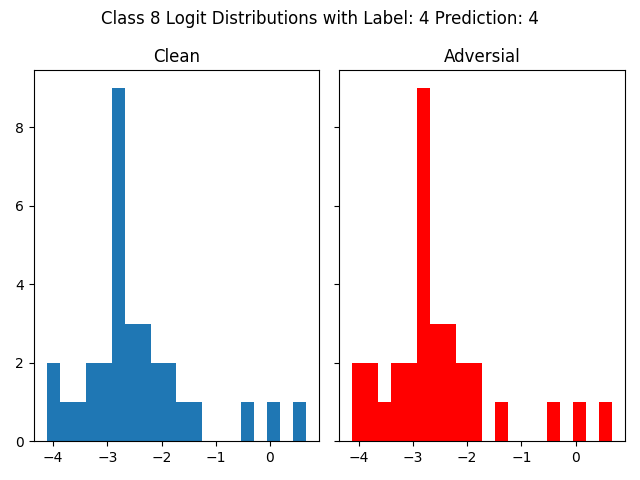 Class 8 Logit Distributions with Label: 4 Prediction: 4
Clean
Adversial
8
6
4
2
0
−4 −3 −2 −1 0
−4 −3 −2 −1 0